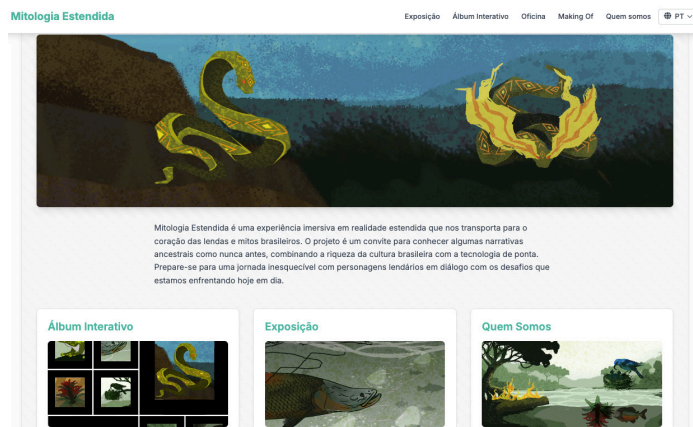 Mitologia Estendida
Exposição
Álbum Interativo
Oficina
Making Of
Quem somos
PT
Mitologia Estendida é uma experiência imersiva em realidade estendida que nos transporta para o
coração das lendas e mitos brasileiros. O projeto é um convite para conhecer algumas narrativas
ancestrais como nunca antes, combinando a riqueza da cultura brasileira com a tecnologia de ponta.
Prepare-se para uma jornada inesquecível com personagens lendários em diálogo com os desafios que
estamos enfrentando hoje em dia.
Álbum Interativo
Exposição
Quem Somos